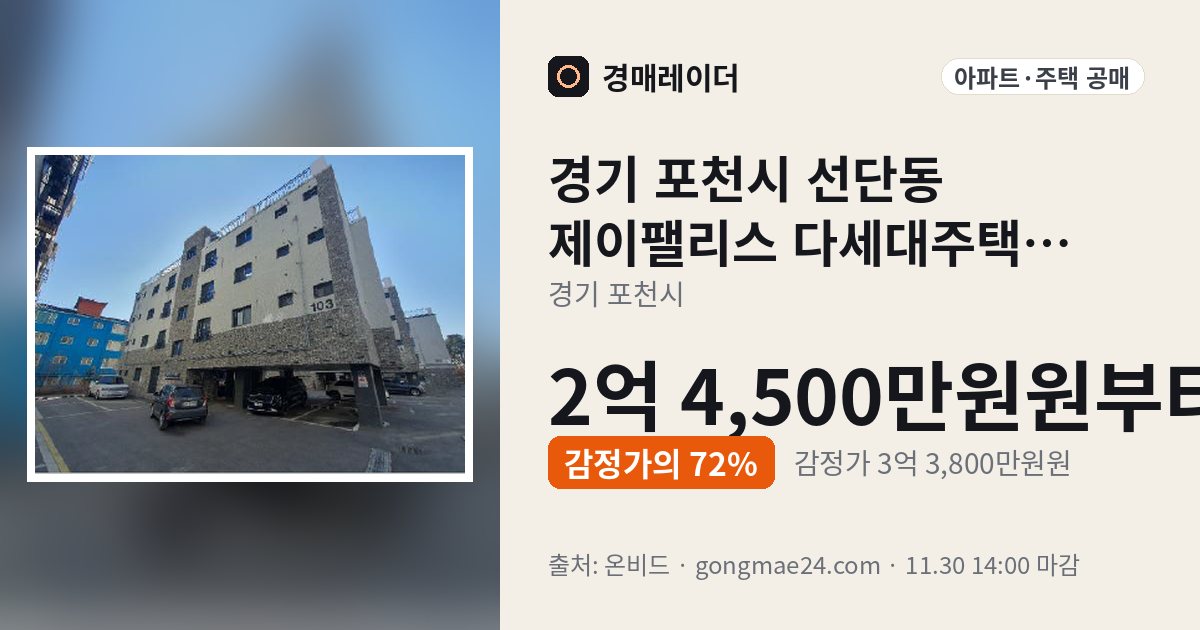 경매레이더
아파트·주택 공매
경기 포천시 선단동
제이팰리스 다세대주택…
경기 포천시
2억 4,500만원원부터
감정가의 72%
감정가 3억 3,800만원원
출처: 온비드 · gongmae24.com · 11.30 14:00 마감
103